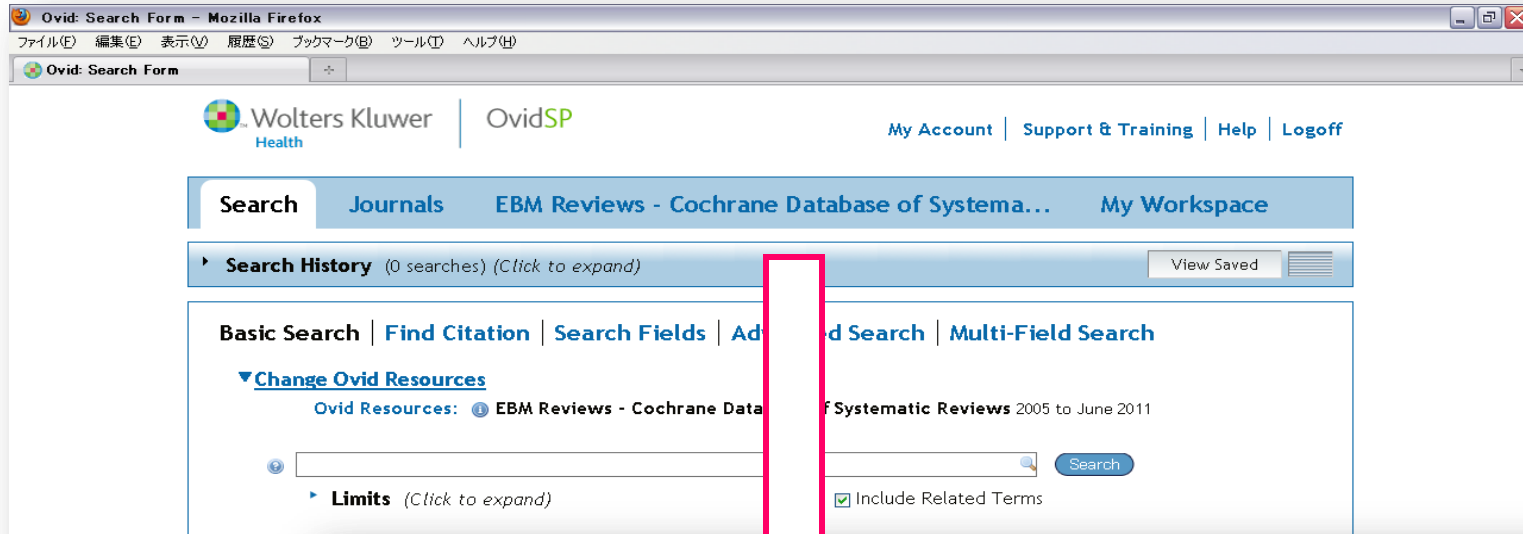 Ovid: Search Form - Mozilla Firefox
ファイル(F) 編集(E) 表示(V) 履歴(S) ブックマーク(B) ツール(T) ヘルプ(H)
Ovid: Search Form
Wolters Kluwer OvidSP
Health
My Account | Support & Training | Help | Logoff
Search Journals EBM Reviews - Cochrane Database of Systema... My Workspace
Search History (0 searches) (Click to expand) View Saved
Basic Search | Find Citation | Search Fields | Search | Multi-Field Search
Change Ovid Resources
Ovid Resources: EBM Reviews - Cochrane Systematic Reviews 2005 to June 2011
Search
Limits (Click to expand) Include Related Terms